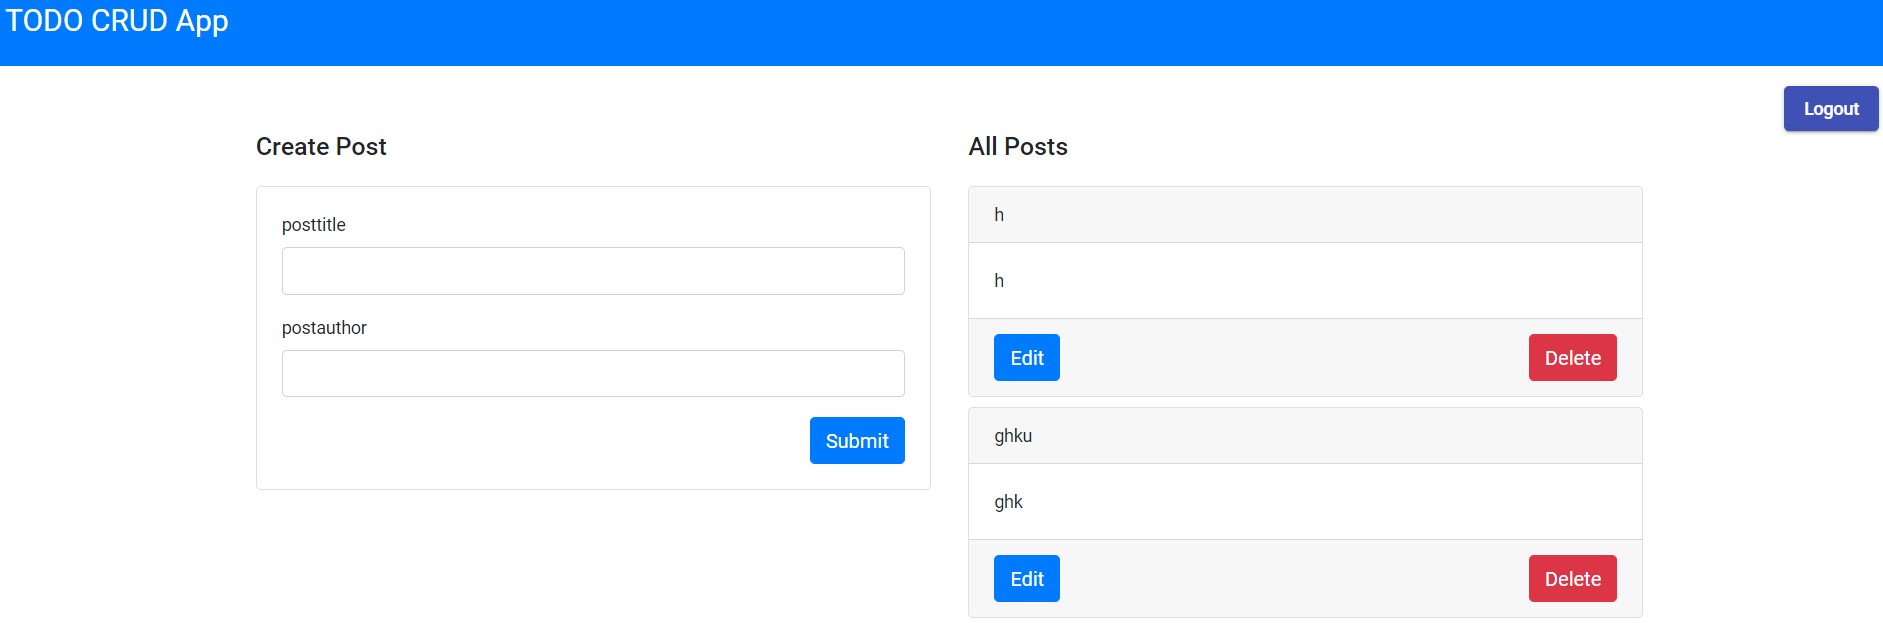 TODO CRUD App
Logout
Create Post
posttitle
postauthor
Submit
All Posts
h
h
Edit
Delete
ghku
ghk
Edit
Delete